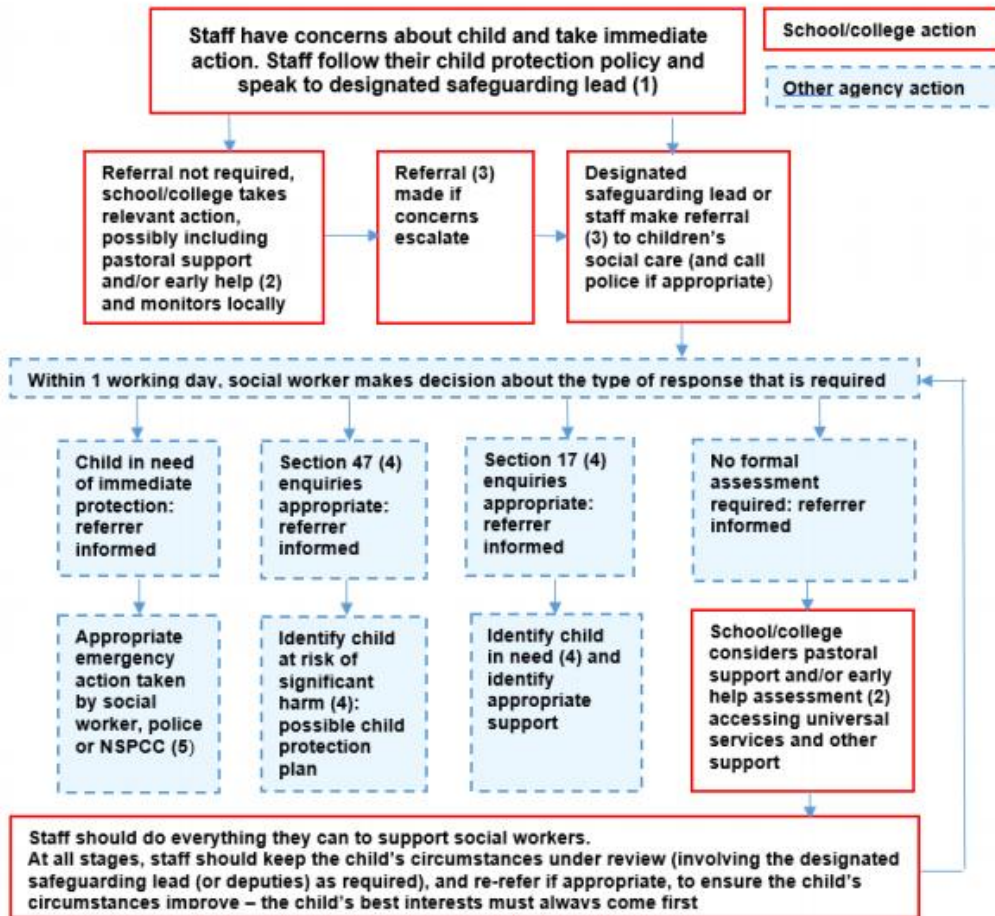 Staff have concerns about child and take immediate
action. Staff follow their child protection policy and
speak to designated safeguarding lead (1)
School/college action
Other agency action
Referral not required,
school/college takes
relevant action,
possibly including
pastoral support
and/or early help (2)
and monitors locally
Referral (3)
made if
concerns
escalate
Designated
safeguarding lead or
staff make referral
(3) to children’s
social care (and call
police if appropriate)
Within 1 working day, social worker makes decision about the type of response that is required
Child in need
of immediate
protection:
referrer
informed
Section 47 (4)
enquiries
appropriate:
referrer
informed
Section 17 (4)
enquiries
appropriate:
referrer
informed
No formal
assessment
required: referrer
informed
Appropriate
emergency
action taken
by social
worker, police
or NSPCC (5)
Identify child
at risk of
significant
harm (4):
possible child
protection
plan
Identify child
in need (4) and
identify
appropriate
support
School/college
considers pastoral
support and/or early
help assessment (2)
accessing universal
services and other
support
Staff should do everything they can to support social workers.
At all stages, staff should keep the child’s circumstances under review (involving the designated
safeguarding lead (or deputies) as required), and re-refer if appropriate, to ensure the child’s
circumstances improve – the child’s best interests must always come first